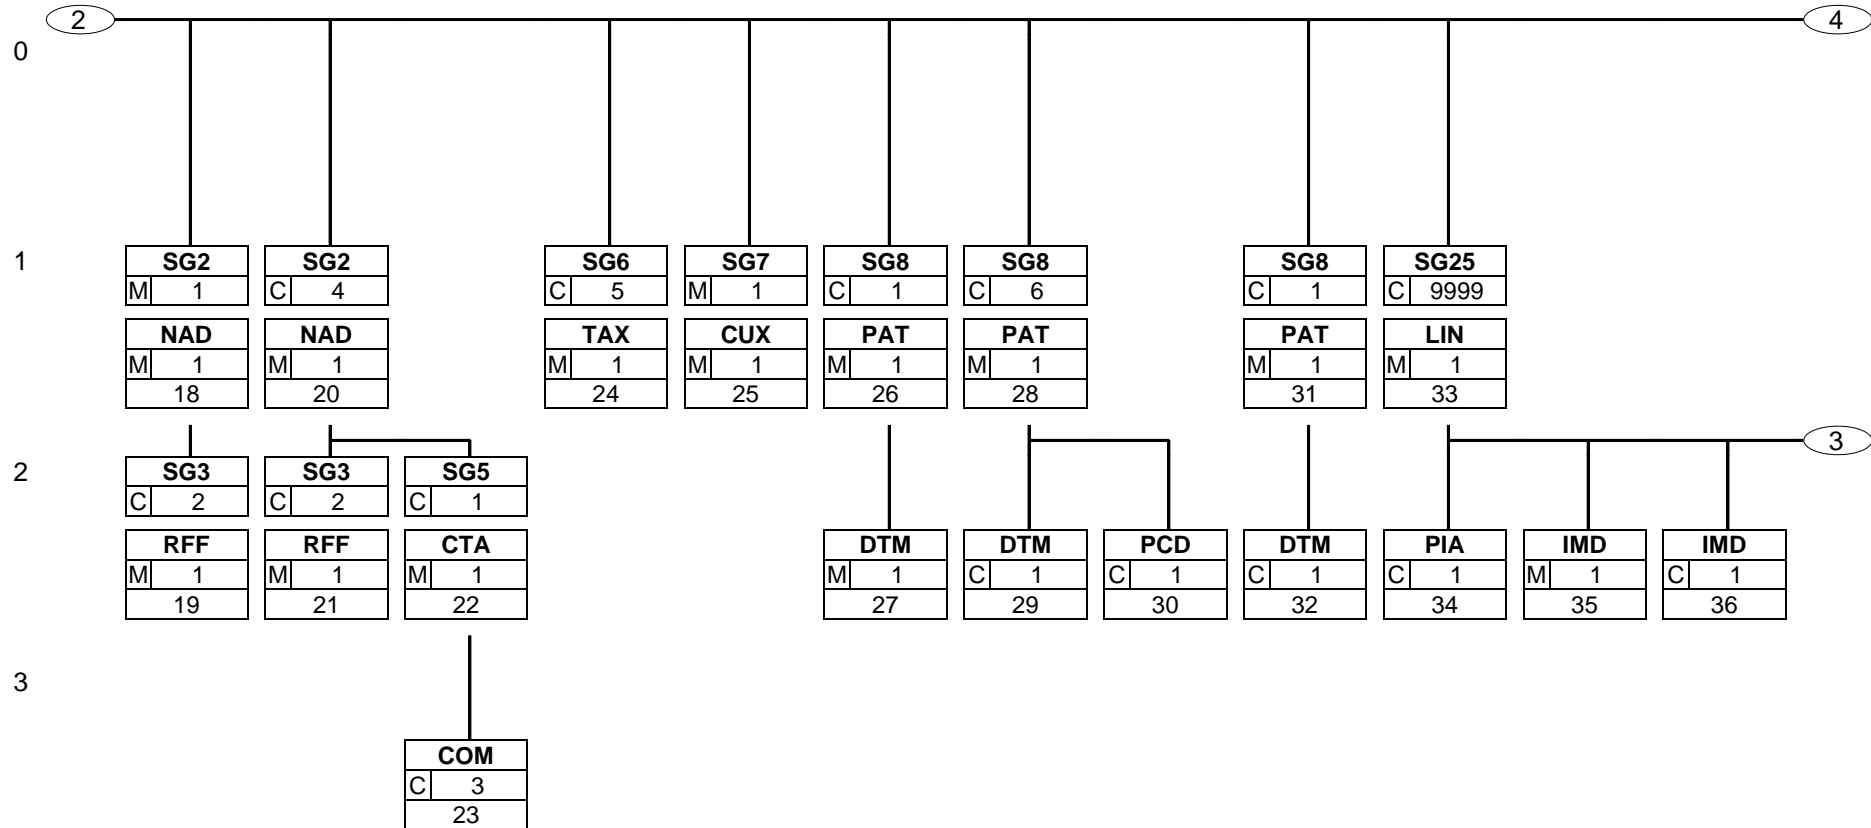 2 4
0
1
SG2 SG2 SG6 SG7 SG8 SG8 SG8 SG25
M 1 C 4 C 5 M 1 C 1 C 6 C 1 C 9999
NAD NAD TAX CUX PAT PAT PAT LIN
M 1 M 1 M 1 M 1 M 1 M 1 M 1 M 1
18 20 24 25 26 28 31 33
3
2
SG3 SG3 SG5
C 2 C 2 C 1
RFF RFF CTA DTM DTM PCD DTM PIA IMD IMD
M 1 M 1 M 1 M 1 C 1 C 1 C 1 C 1 M 1 C 1
19 21 22 27 29 30 32 34 35 36
3
COM
C 3
23